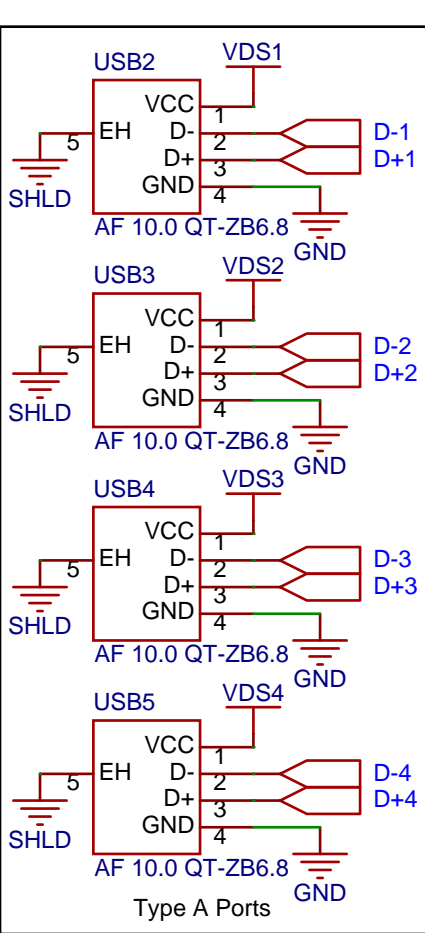 USB2
VDS1
VCC 1
5 EH D- 2 D-1
D+ 3 D+1
GND 4
SHLD
AF 10.0 QT-ZB6.8
GND
USB3
VDS2
VCC 1
5 EH D- 2 D-2
D+ 3 D+2
GND 4
SHLD
AF 10.0 QT-ZB6.8
GND
USB4
VDS3
VCC 1
5 EH D- 2 D-3
D+ 3 D+3
GND 4
SHLD
AF 10.0 QT-ZB6.8
GND
USB5
VDS4
VCC 1
5 EH D- 2 D-4
D+ 3 D+4
GND 4
SHLD
AF 10.0 QT-ZB6.8
GND
Type A Ports